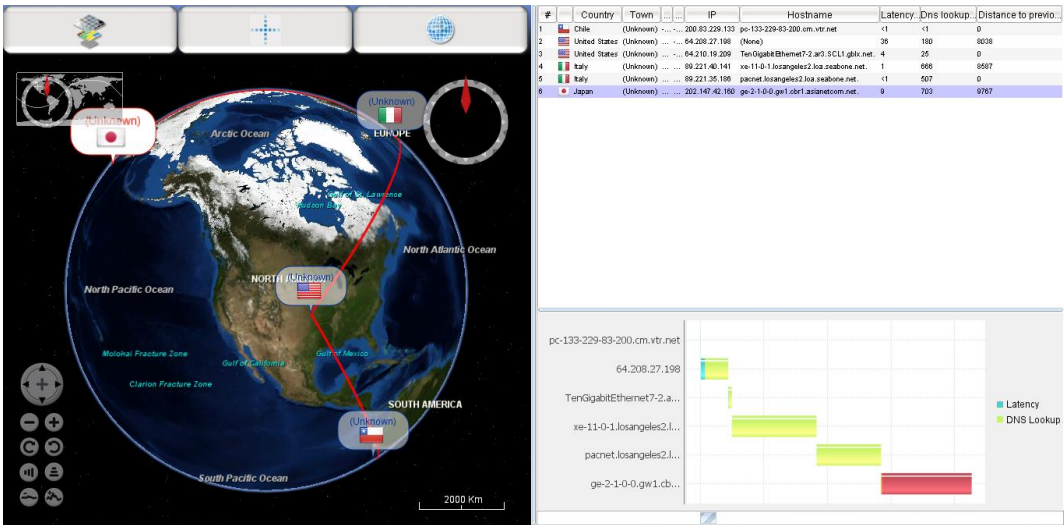 (Unknown)
(Unknown)
Arctic Ocean
EUROPE
Gulf of St. Lawrence
Hudson Bay
North Atlantic Ocean
NORTH
(Unknown)
North Pacific Ocean
Molokai Fracture Zone
Gulf of California
Gulf of Mexico
Clarion Fracture Zone
SOUTH AMERICA
(Unknown)
South Pacific Ocean
2000 Km
# Country Town ... ... IP Hostname Latency... Dns lookup... Distance to previo...
1 Chile (Unknown) -... -... 200.83.229.133 pc-133-229-83-200.cm.vtr.net <1 <1 0
2 United States (Unknown) -... ... 64.208.27.198 (None) 36 180 8038
3 United States (Unknown) -... ... 64.210.19.209 TenGigabitEthernet7-2.ar3.SCL1.gblx.net. 4 25 0
4 Italy (Unknown) ... ... 89.221.40.141 xe-11-0-1.losangeles2.loa.seabone.net. 1 666 8587
5 Italy (Unknown) ... ... 89.221.35.186 pacnet.losangeles2.loa.seabone.net. <1 507 0
6 Japan (Unknown) ... ... 202.147.42.160 ge-2-1-0-0.gw1.cbr1.asianetcom.net. 9 703 9767
pc-133-229-83-200.cm.vtr.net
64.208.27.198
TenGigabitEthernet7-2.a...
xe-11-0-1.losangeles2.l...
pacnet.losangeles2.l...
ge-2-1-0-0.gw1.cb...
Latency
DNS Lookup